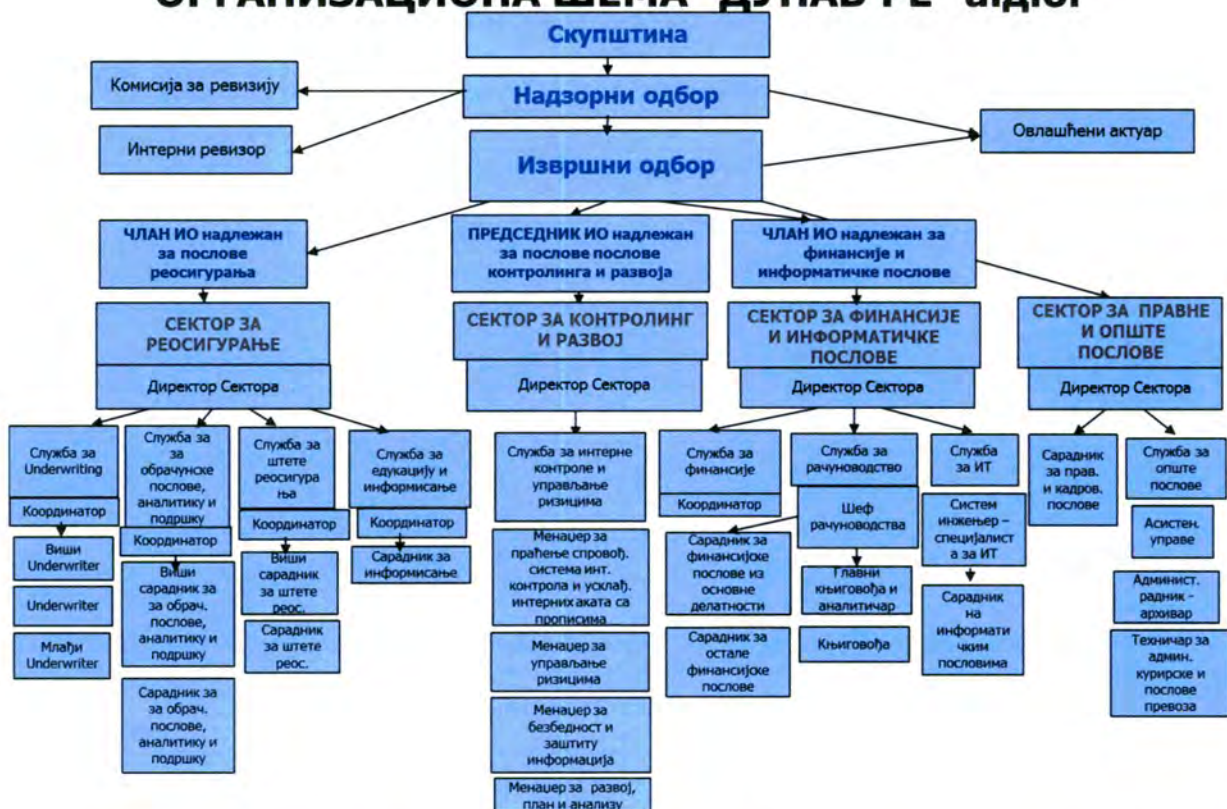 ОРГАНИЗАЦИОНА ШЕМА "ДУНАВ РЕ" а.д.о.
Скупштина
Комисија за ревизију
Надзорни одбор
Интерни ревизор
Овлашћени актуар
Извршни одбор
ЧЛАН ИО надлежан
за послове
реосигурања
ПРЕДСЕДНИК ИО надлежан
за послове послове
контролинга и развоја
ЧЛАН ИО надлежан за
финансије и
информатичке послове
СЕКТОР ЗА
РЕОСИГУРАЊЕ
Директор Сектора
СЕКТОР ЗА КОНТРОЛИНГ
И РАЗВОЈ
Директор Сектора
СЕКТОР ЗА ФИНАНСИЈЕ
И ИНФОРМАТИЧКЕ
ПОСЛОВЕ
Директор Сектора
СЕКТОР ЗА ПРАВНЕ
И ОПШТЕ
ПОСЛОВЕ
Директор Сектора
Служба за
Underwriting
Координатор
Виши
Underwriter
Underwriter
Млађи
Underwriter
Служба за
за
обрачунске
послове,
аналитику и
подршку
Координатор
Виши
сарадник за
за обрач.
послове,
аналитику и
подршку
Сарадник за
за обрач.
послове,
аналитику и
подршку
Служба за
штете
реосигура
ња
Координатор
Виши
сарадник
за штете
реос.
Сарадник
за штете
реос.
Служба за
едукацију и
информисање
Координатор
Сарадник за
информисање
Служба за интерне
контроле и
управљање
ризицима
Менаџер за
праћење спровођ.
система инт.
контрола и усклађ.
интерних аката са
прописима
Менаџер за
управљање
ризицима
Менаџер за
безбедност и
заштиту
информација
Менаџер за развој,
план и анализу
Служба за
финансије
Координатор
Сарадник за
финансијске
послове из
основне
делатности
Сарадник за
остале
финансијске
послове
Служба за
рачуноводство
Шеф
рачуноводства
Главни
књиговођа и
аналитичар
Књиговођа
Служба
за ИТ
Систем
инжењер –
специјалист
а за ИТ
Сарадник
на
информати
чким
пословима
Сарадник
за прав.
и кадров.
послове
Служба за
опште
послове
Асистен.
управе
Админист.
радник -
архивар
Техничар за
админ.
курирске и
послове
превоза